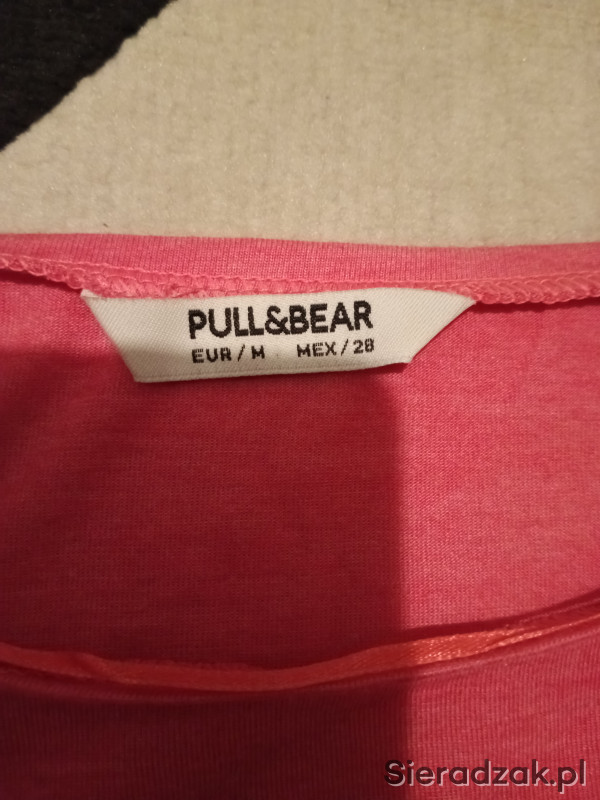 PULL&BEAR
EUR / M MEX / 28
Sieradzak.pl